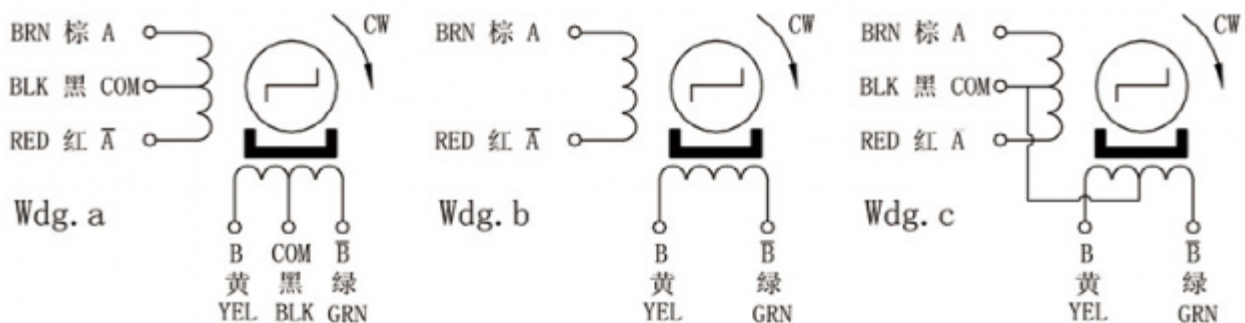 BRN 棕 A
BLK 黑 COM
RED 红 A̅
CW
Wdg.a
B COM B̅
黄 黑 绿
YEL BLK GRN
BRN 棕 A
RED 红 A̅
CW
Wdg.b
B B̅
黄 绿
YEL GRN
BRN 棕 A
BLK 黑 COM
RED 红 A
CW
Wdg.c
B B̅
黄 绿
YEL GRN